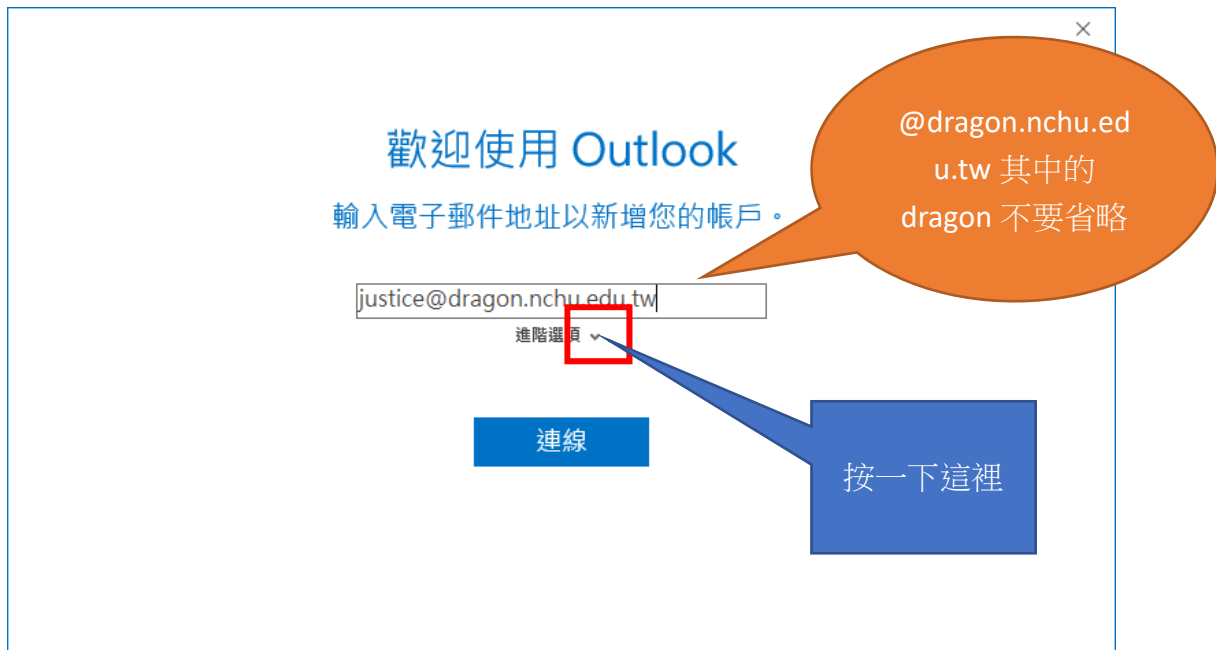 歡迎使用 Outlook
輸入電子郵件地址以新增您的帳戶。
@dragon.nchu.ed
u.tw 其中的
dragon 不要省略
justice@dragon.nchu.edu.tw
進階選項
連線
按一下這裡